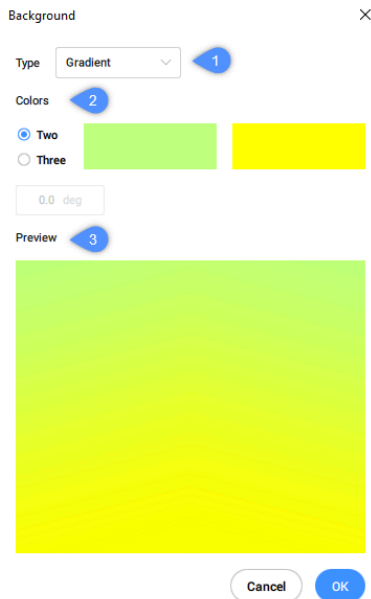 Background
Type Gradient 1
Colors 2
Two
Three
0.0 deg
Preview 3
Cancel OK